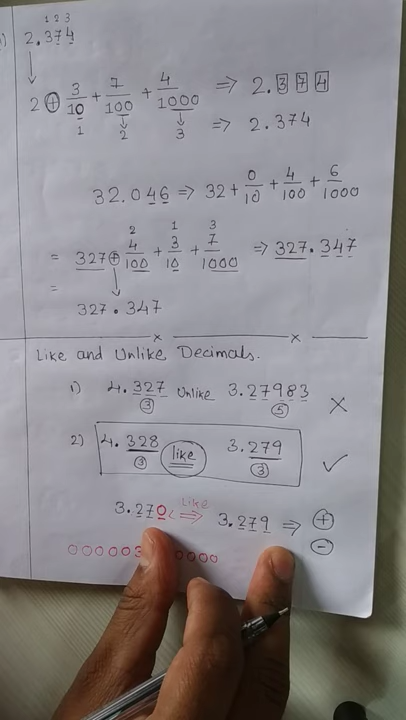 1 2 3
2.374
2 + 3/10 + 7/100 + 4/1000 ⇒ 2.374
1 2 3 ⇒ 2.374
32.046 ⇒ 32 + 0/10 + 4/100 + 6/1000
2 1 3
= 327 + 4/100 + 3/10 + 7/1000 ⇒ 327.347
=
327.347
Like and Unlike Decimals.
1) 4.327 Unlike 3.27983 ×
3 5
2) 4.328 like 3.279 ✓
3 3
Like
3.270 ⇒ 3.279 ⇒ +
−
000003 0000